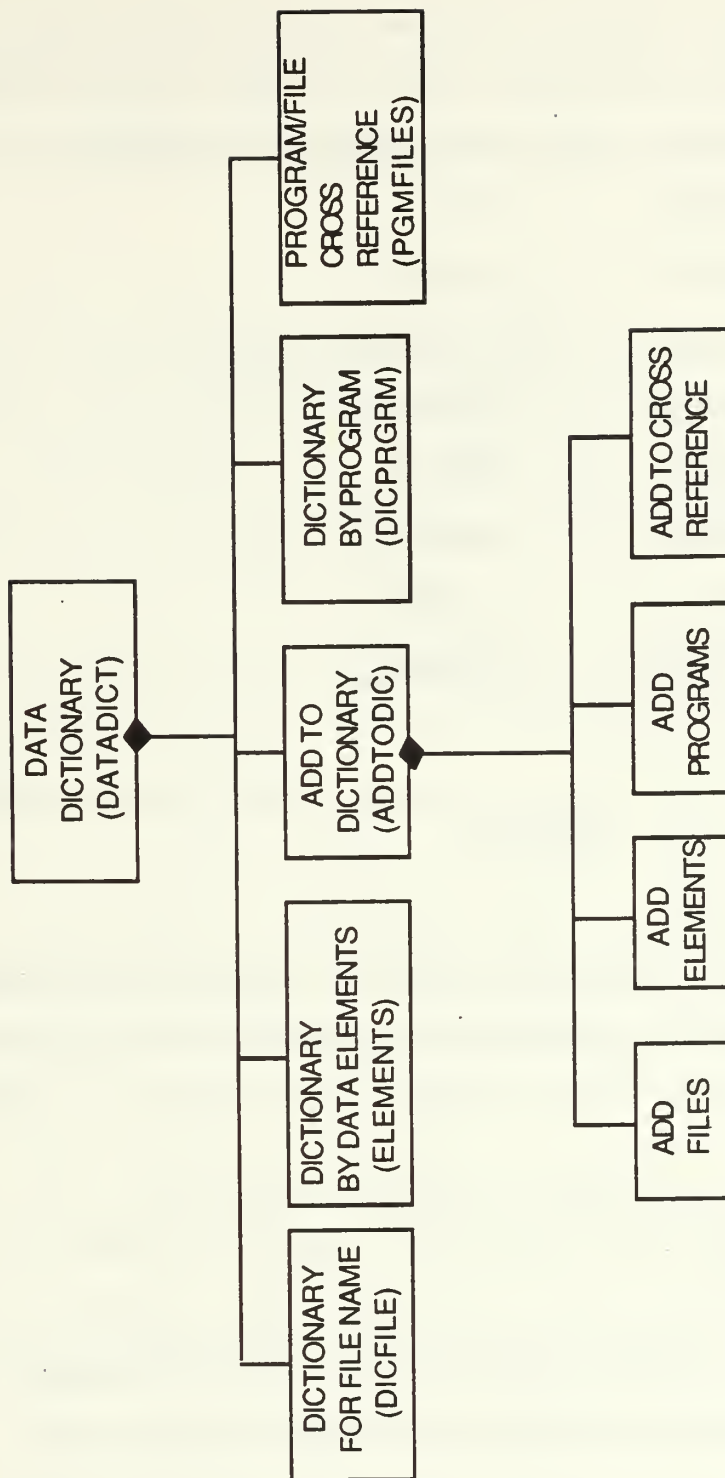 DATA
DICTIONARY
(DATADICT)
DICTIONARY
FOR FILE NAME
(DICFILE)
DICTIONARY
BY DATA ELEMENTS
(ELEMENTS)
ADD TO
DICTIONARY
(ADDTODIC)
DICTIONARY
BY PROGRAM
(DICPRGRM)
PROGRAM/FILE
CROSS
REFERENCE
(PGMFILES)
ADD
FILES
ADD
ELEMENTS
ADD
PROGRAMS
ADD TO CROSS
REFERENCE